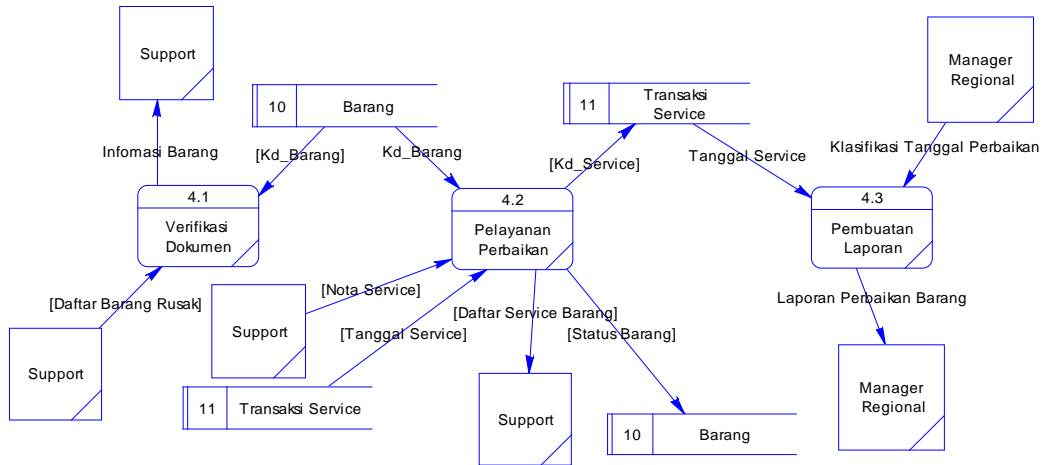 Support
Manager
Regional
10
Barang
11
Transaksi
Service
Infomasi Barang
[Kd_Barang]
Kd_Barang
[Kd_Service]
Tanggal Service
Klasifikasi Tanggal Perbaikan
4.1
Verifikasi
Dokumen
4.2
Pelayanan
Perbaikan
4.3
Pembuatan
Laporan
[Daftar Barang Rusak]
[Nota Service]
[Tanggal Service]
[Daftar Service Barang]
[Status Barang]
Laporan Perbaikan Barang
Support
Support
11
Transaksi Service
Support
10
Barang
Manager
Regional